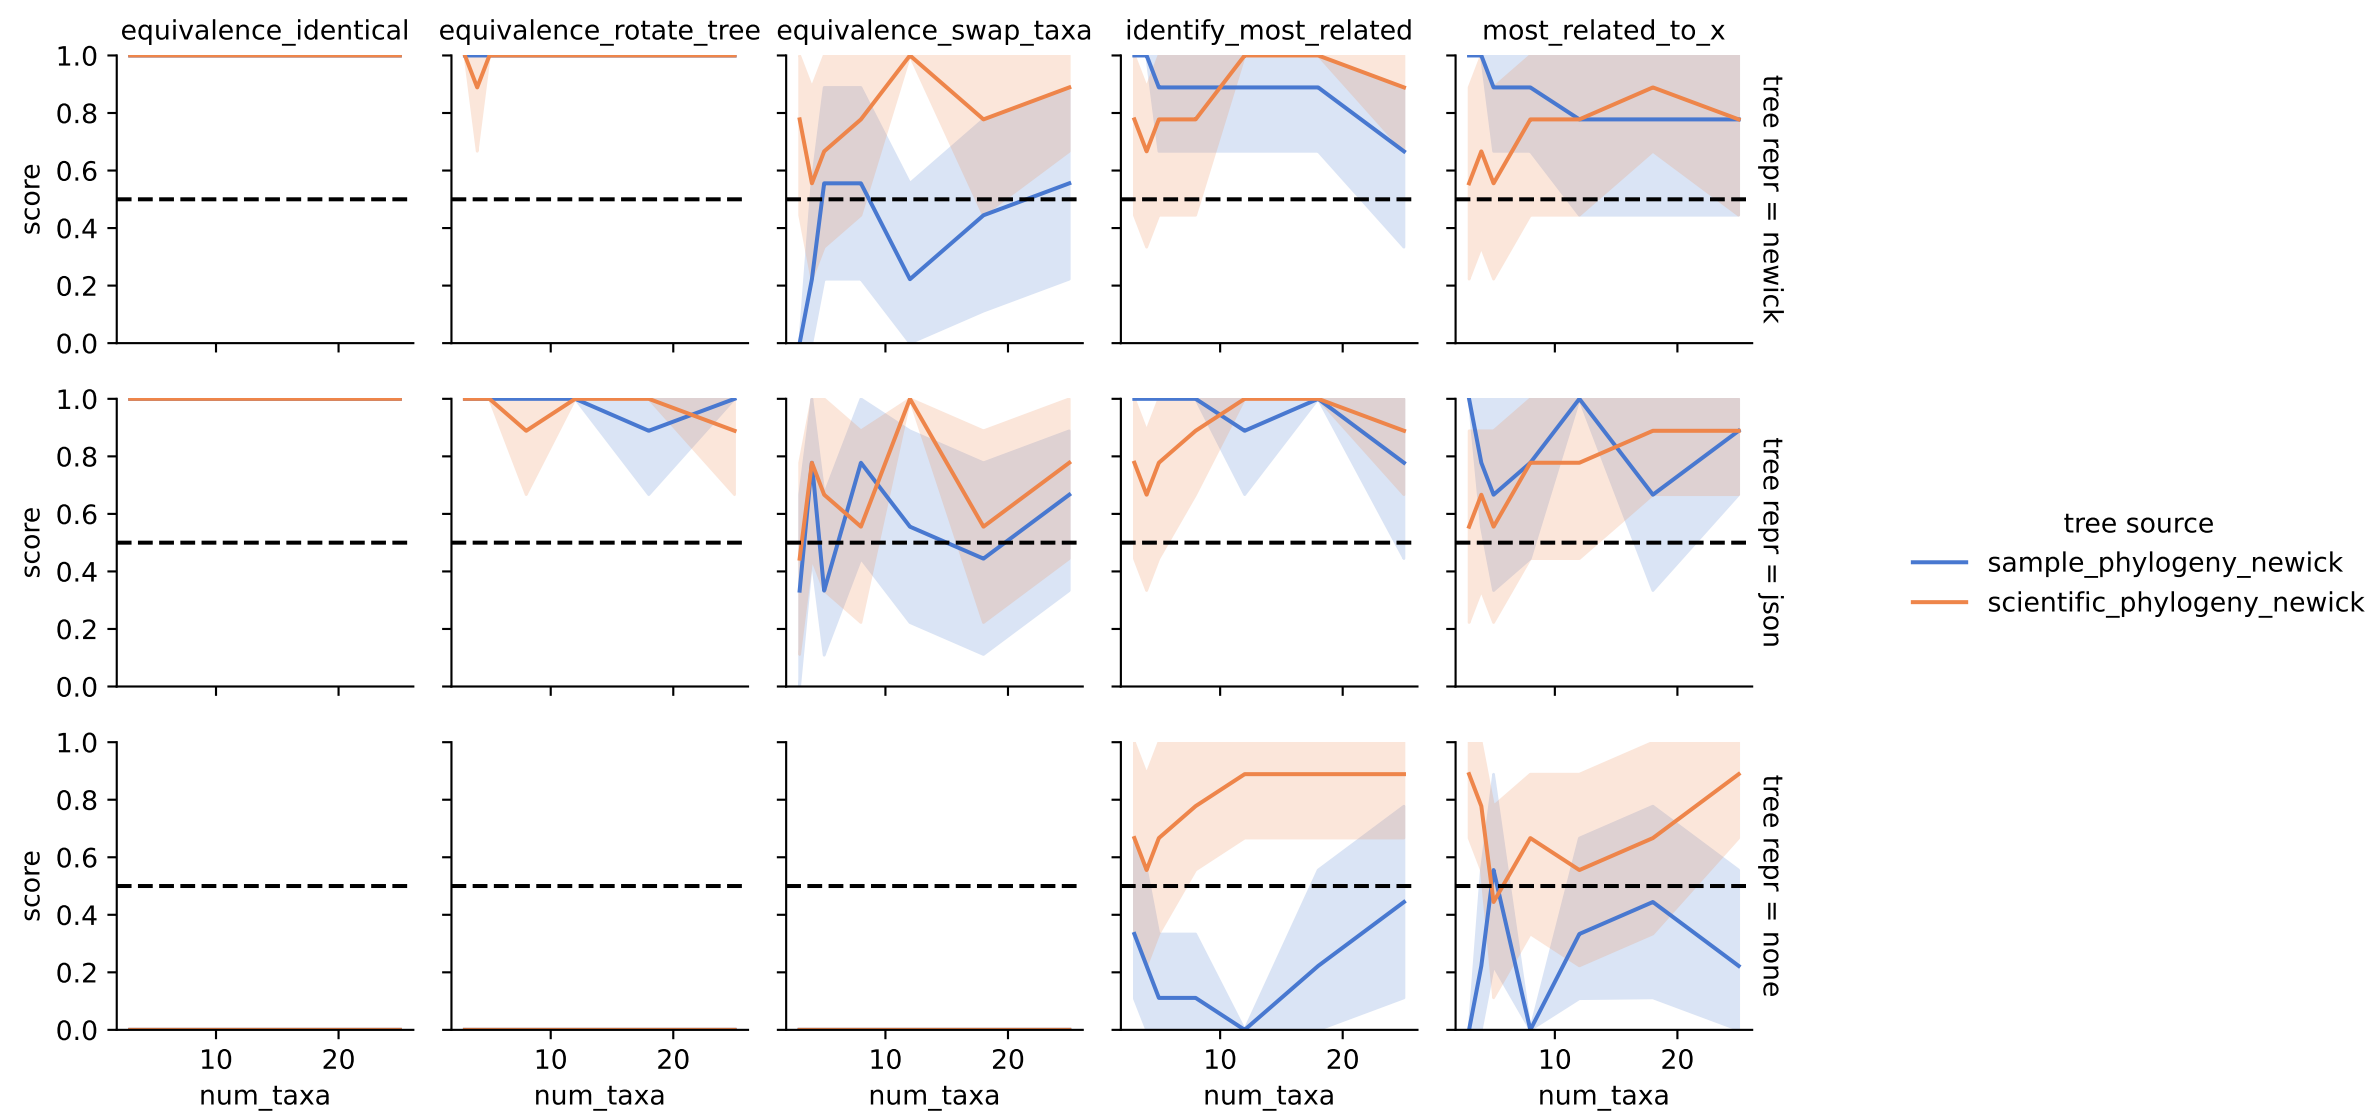 equivalence_identical equivalence_rotate_tree equivalence_swap_taxa identify_most_related most_related_to_x
1.0
0.8
0.6
0.4
0.2
0.0
score
tree repr = newick
1.0
0.8
0.6
0.4
0.2
0.0
score
tree repr = json
tree source
sample_phylogeny_newick
scientific_phylogeny_newick
1.0
0.8
0.6
0.4
0.2
0.0
score
tree repr = none
10 20 10 20 10 20 10 20 10 20
num_taxa num_taxa num_taxa num_taxa num_taxa